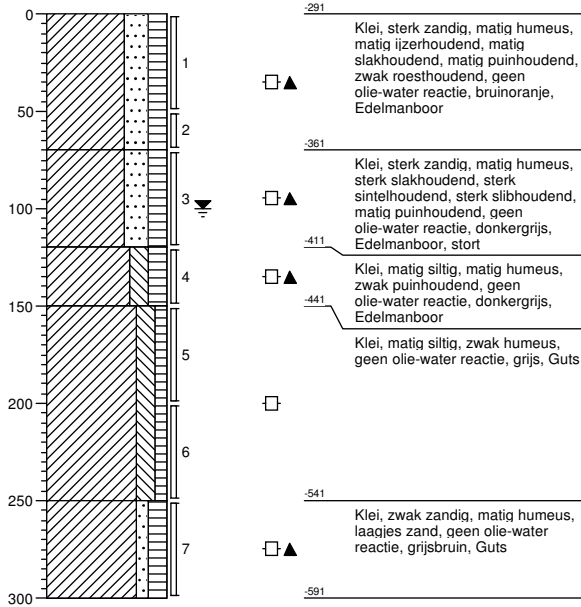 0
50
100
150
200
250
300
1
2
3
4
5
6
7
-291
Klei, sterk zandig, matig humeus,
matig ijzerhoudend, matig
slakhoudend, matig puinhoudend,
zwak roesthoudend, geen
olie-water reactie, bruinoranje,
Edelmanboor
-361
Klei, sterk zandig, matig humeus,
sterk slakhoudend, sterk
sintelhoudend, sterk slibhoudend,
matig puinhoudend, geen
olie-water reactie, donkergrijs,
Edelmanboor, stort
-411
Klei, matig siltig, matig humeus,
zwak puinhoudend, geen
olie-water reactie, donkergrijs,
Edelmanboor
-441
Klei, matig siltig, zwak humeus,
geen olie-water reactie, grijs, Guts
-541
Klei, zwak zandig, matig humeus,
laagjes zand, geen olie-water
reactie, grijsbruin, Guts
-591